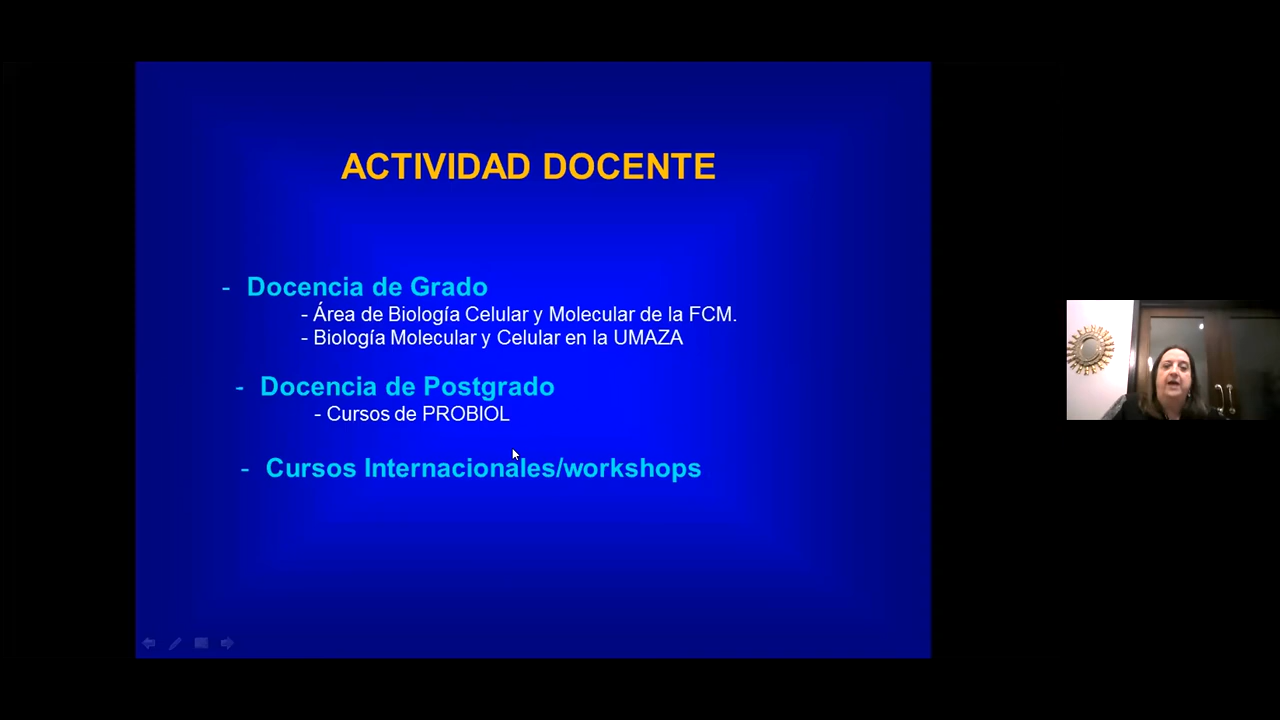 ACTIVIDAD DOCENTE
- Docencia de Grado
- Área de Biología Celular y Molecular de la FCM.
- Biología Molecular y Celular en la UMAZA
- Docencia de Postgrado
- Cursos de PROBIOL
- Cursos Internacionales/workshops